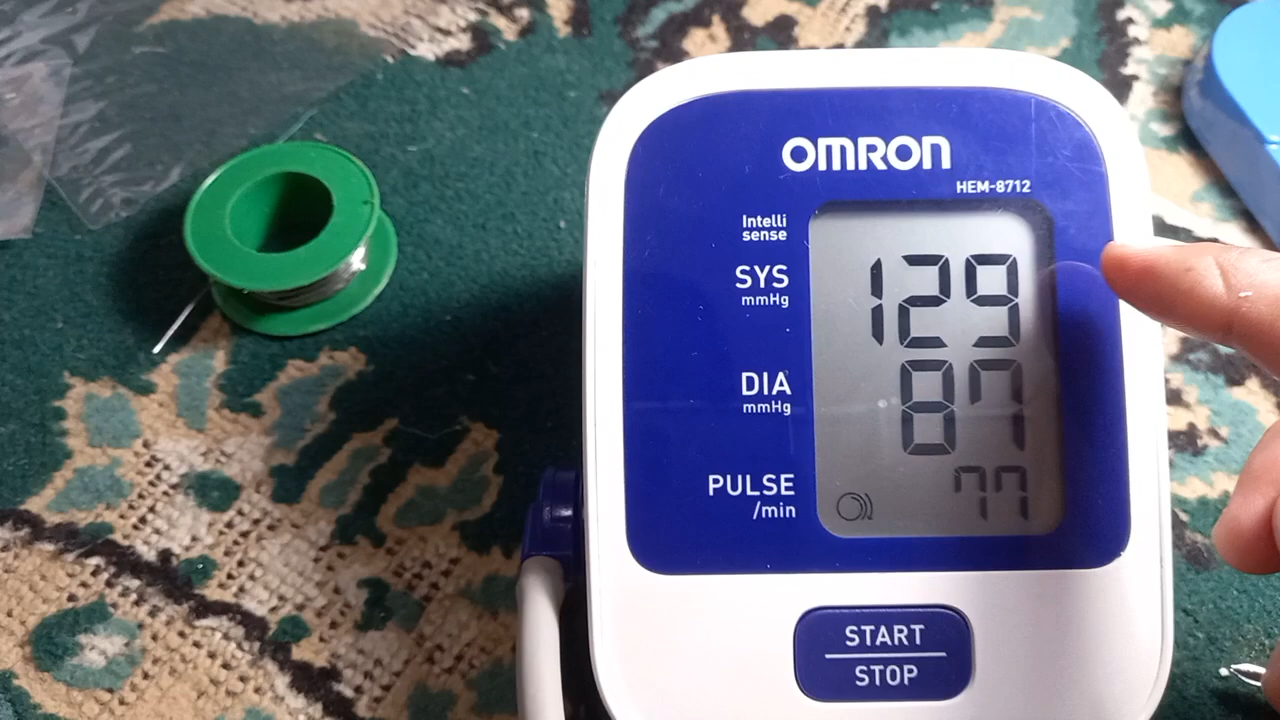 OMRON
HEM-8712
Intelli
sense
SYS
mmHg
129
DIA
mmHg
87
PULSE
/min
77
START
STOP